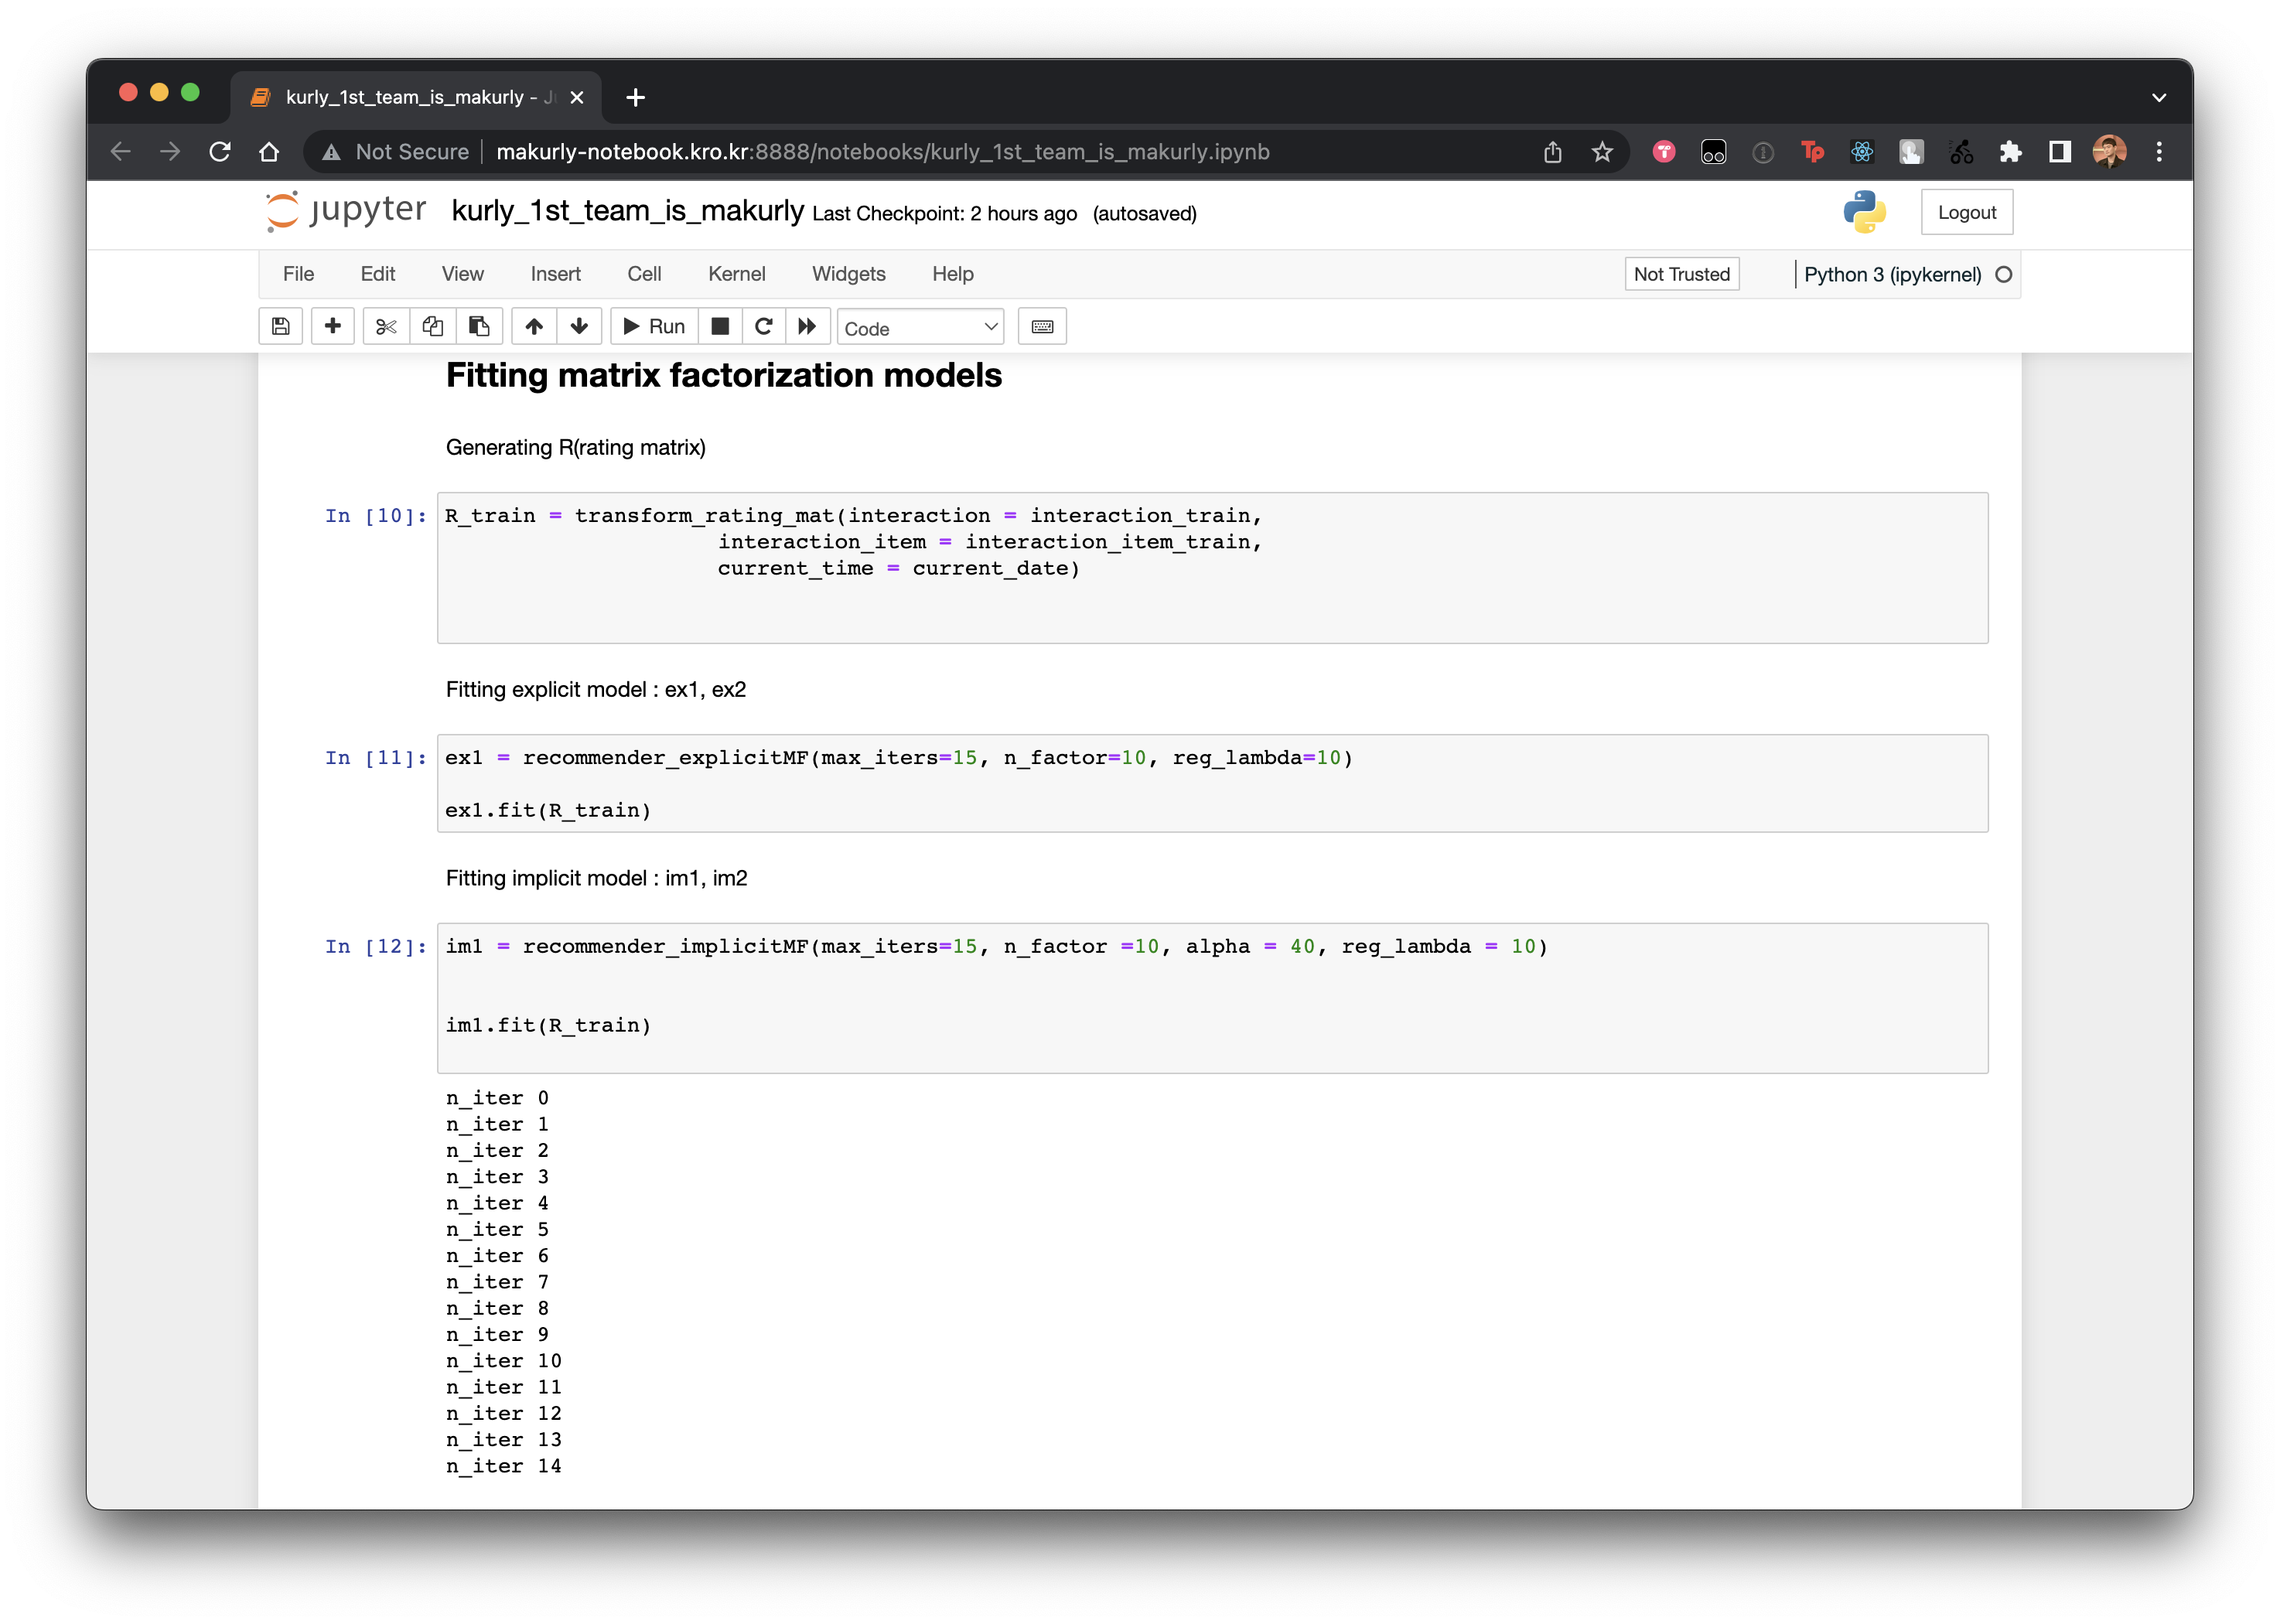 kurly_1st_team_is_makurly -
Not Secure
makurly-notebook.kro.kr:8888/notebooks/kurly_1st_team_is_makurly.ipynb
Tp
jupyter kurly_1st_team_is_makurly Last Checkpoint: 2 hours ago (autosaved)
Logout
File Edit View Insert Cell Kernel Widgets Help
Not Trusted
Python 3 (ipykernel)
Run
Code
Fitting matrix factorization models
Generating R(rating matrix)
In [10]: R_train = transform_rating_mat(interaction = interaction_train,
interaction_item = interaction_item_train,
current_time = current_date)
Fitting explicit model : ex1, ex2
In [11]: ex1 = recommender_explicitMF(max_iters=15, n_factor=10, reg_lambda=10)
ex1.fit(R_train)
Fitting implicit model : im1, im2
In [12]: im1 = recommender_implicitMF(max_iters=15, n_factor =10, alpha = 40, reg_lambda = 10)
im1.fit(R_train)
n_iter 0
n_iter 1
n_iter 2
n_iter 3
n_iter 4
n_iter 5
n_iter 6
n_iter 7
n_iter 8
n_iter 9
n_iter 10
n_iter 11
n_iter 12
n_iter 13
n_iter 14